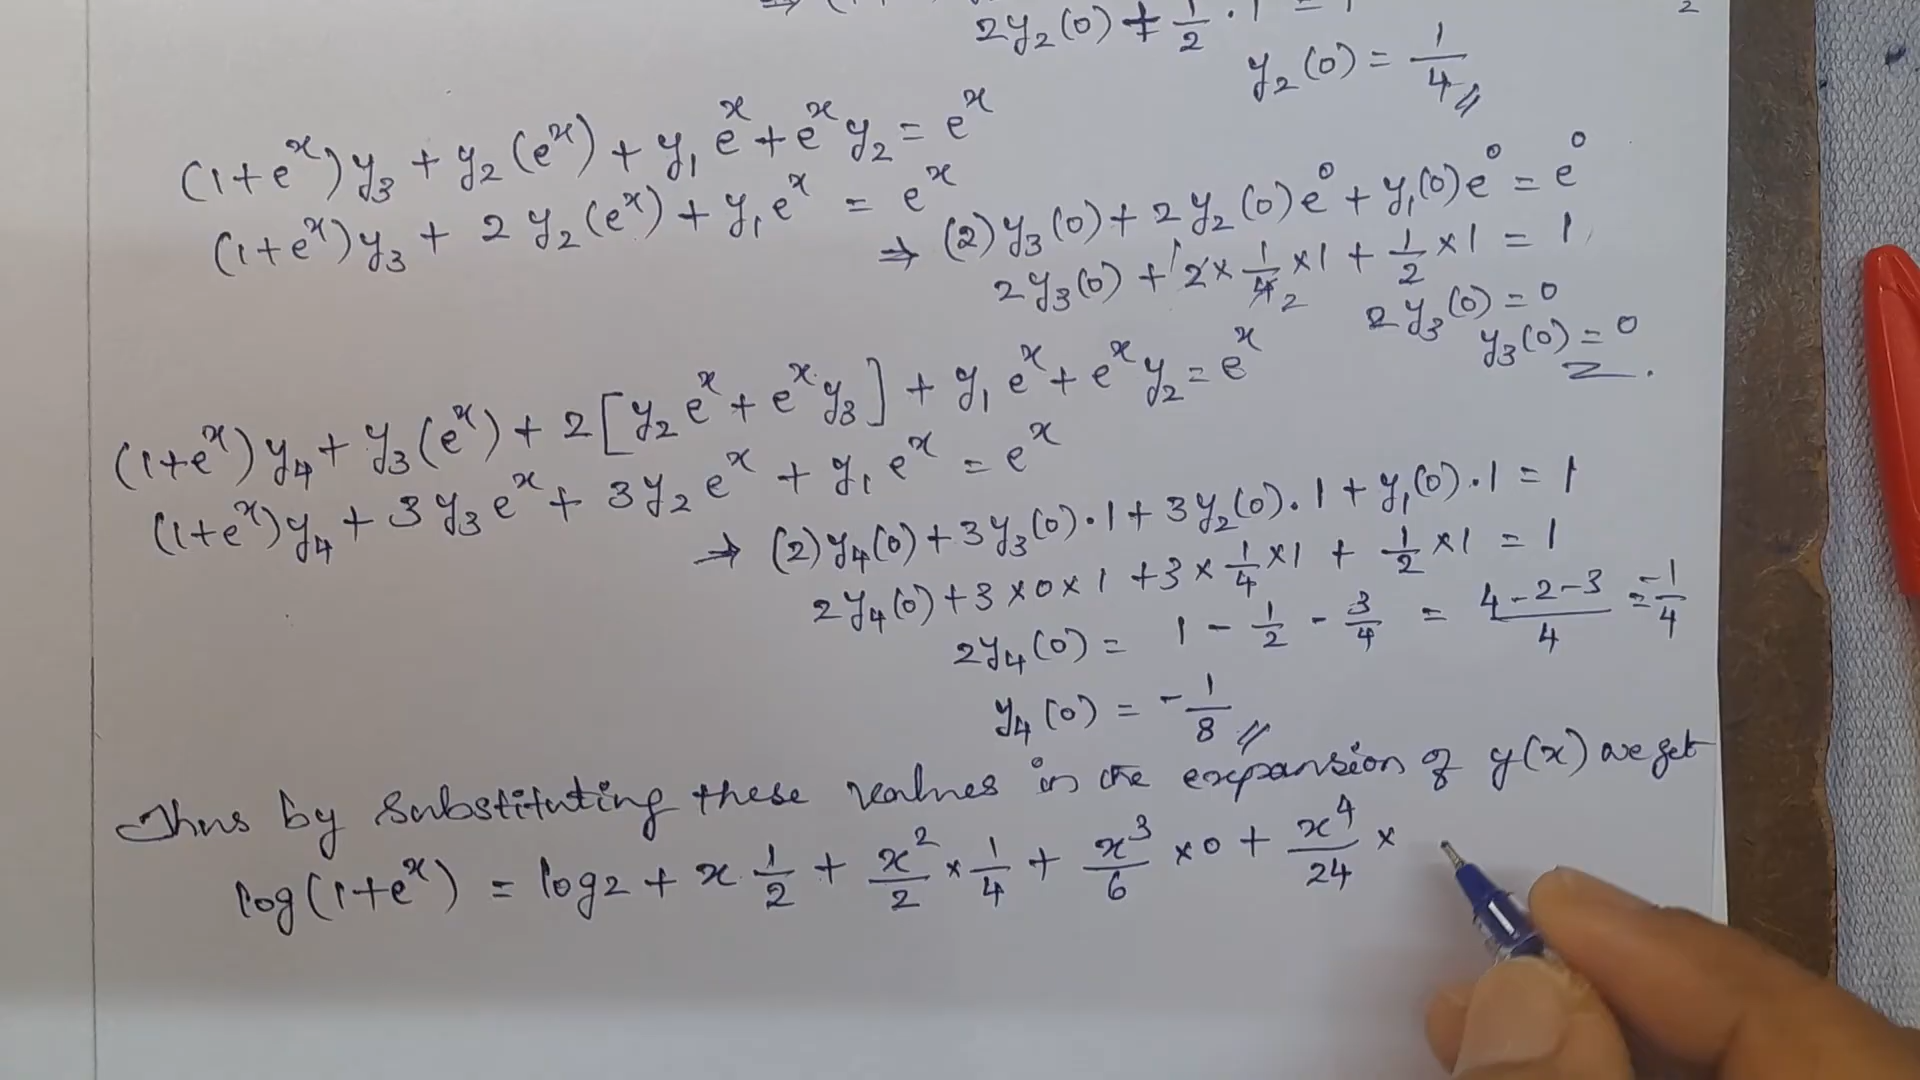 2y₂(0) + 1/2 · 1 = 1
y₂(0) = 1/4 //
(1+eˣ)y₃ + y₂(eˣ) + y₁eˣ + eˣy₂ = eˣ
(1+eˣ)y₃ + 2y₂(eˣ) + y₁eˣ = eˣ
⇒ (2)y₃(0) + 2y₂(0)e⁰ + y₁(0)e⁰ = e⁰
2y₃(0) + 2 × 1/4 × 1 + 1/2 × 1 = 1
2y₃(0) = 0
y₃(0) = 0
(1+eˣ)y₄ + y₃(eˣ) + 2[y₂eˣ + eˣy₃] + y₁eˣ + eˣy₂ = eˣ
(1+eˣ)y₄ + 3y₃eˣ + 3y₂eˣ + y₁eˣ = eˣ
⇒ (2)y₄(0) + 3y₃(0)·1 + 3y₂(0)·1 + y₁(0)·1 = 1
2y₄(0) + 3×0×1 + 3 × 1/4 × 1 + 1/2 × 1 = 1
2y₄(0) = 1 - 1/2 - 3/4 = (4-2-3)/4 = -1/4
y₄(0) = -1/8 //
Thus by substituting these values in the expansion of y(x) we get
log(1+eˣ) = log2 + x·1/2 + x²/2 × 1/4 + x³/6 × 0 + x⁴/24 ×